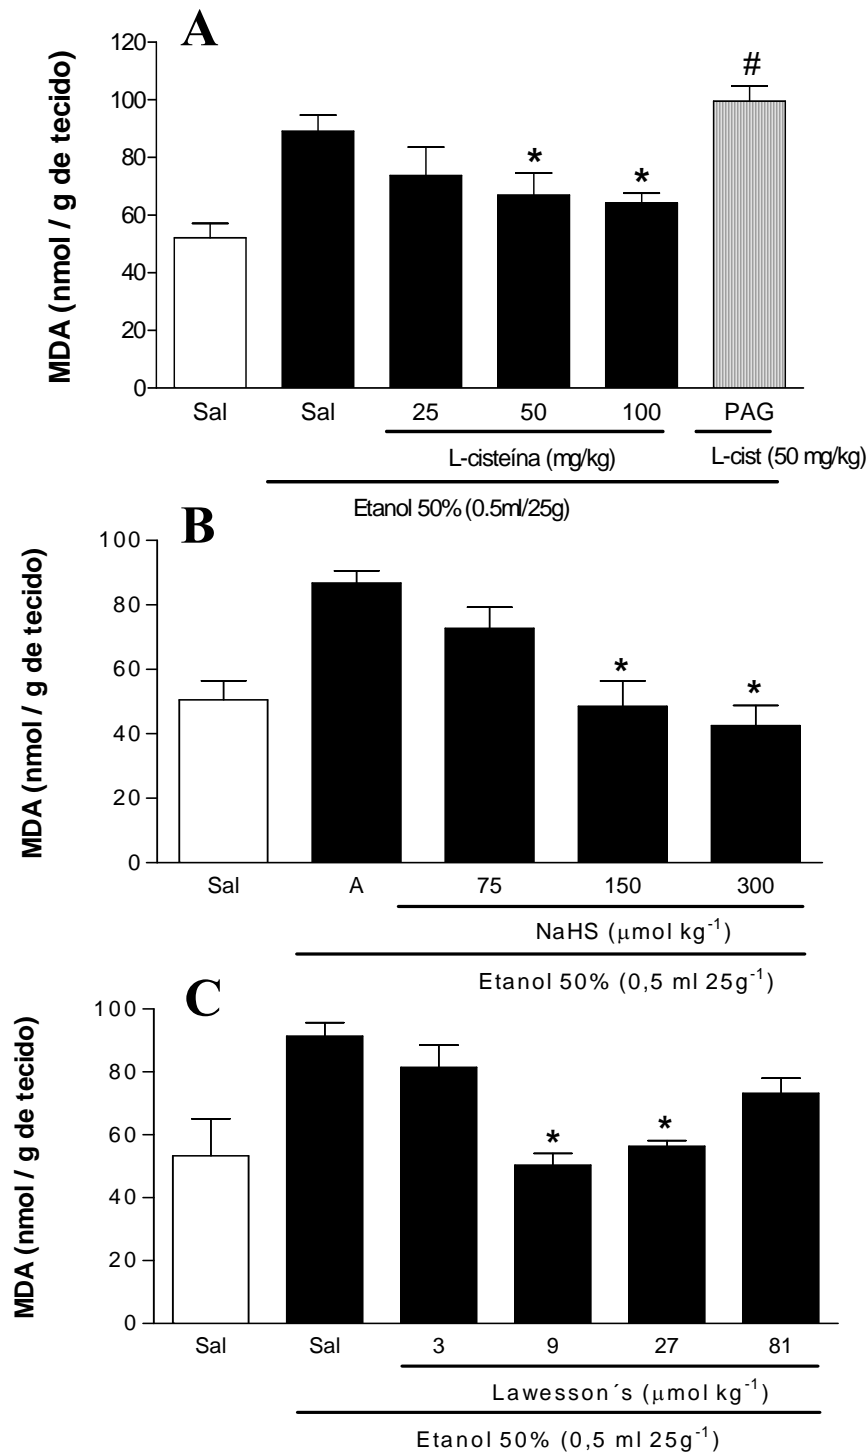 A
MDA (nmol / g de tecido)
120
100
80
60
40
20
0
*
*
#
Sal Sal 25 50 100 PAG
L-cisteína (mg/kg) L-cist (50 mg/kg)
Etanol 50% (0.5ml/25g)
B
MDA (nmol / g de tecido)
100
80
60
40
20
0
*
*
Sal A 75 150 300
NaHS (μmol kg⁻¹)
Etanol 50% (0,5 ml 25g⁻¹)
C
MDA (nmol / g de tecido)
100
80
60
40
20
0
*
*
Sal Sal 3 9 27 81
Lawesson´s (μmol kg⁻¹)
Etanol 50% (0,5 ml 25g⁻¹)